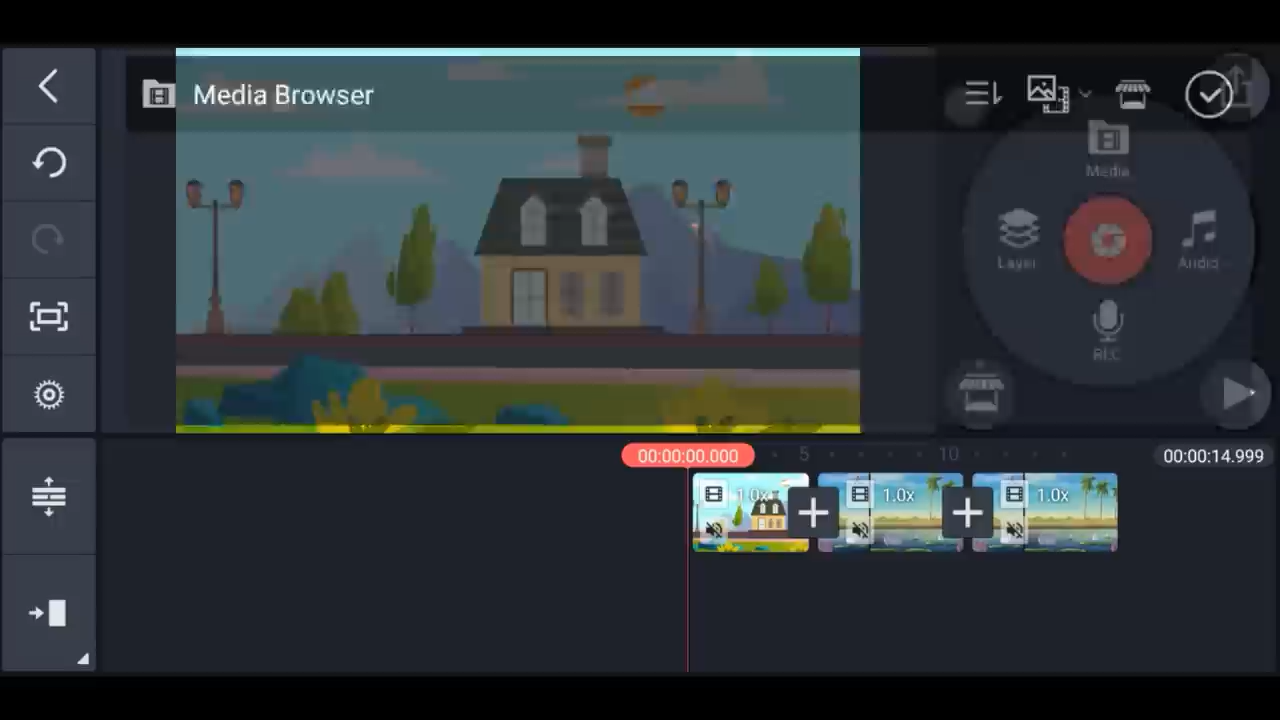 Media Browser
Media
Layer
Audio
REC
00:00:00.000
5
10
00:00:14.999
1.0x
1.0x
1.0x